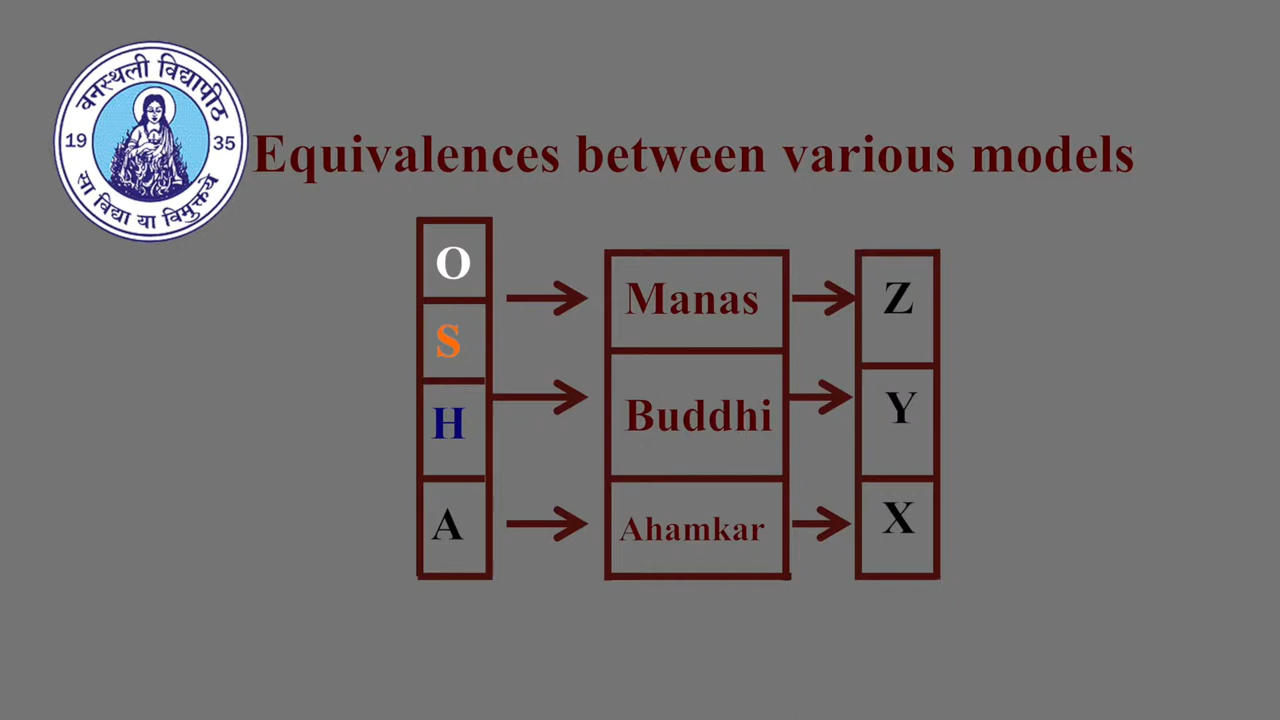 वनस्थली विद्यापीठ
19 35
सा विद्या या विमुक्तये
Equivalences between various models
O
Manas Z
S
Buddhi Y
H
A Ahamkar X